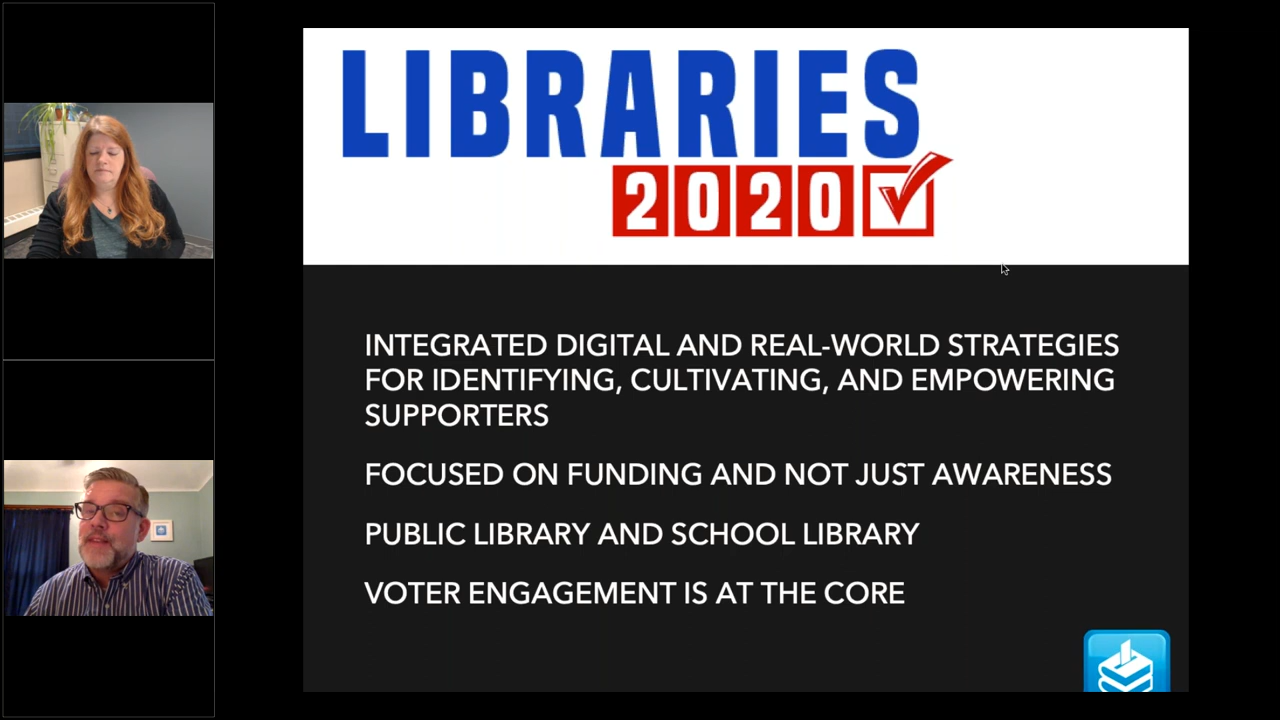 LIBRARIES
2020
INTEGRATED DIGITAL AND REAL-WORLD STRATEGIES
FOR IDENTIFYING, CULTIVATING, AND EMPOWERING
SUPPORTERS
FOCUSED ON FUNDING AND NOT JUST AWARENESS
PUBLIC LIBRARY AND SCHOOL LIBRARY
VOTER ENGAGEMENT IS AT THE CORE